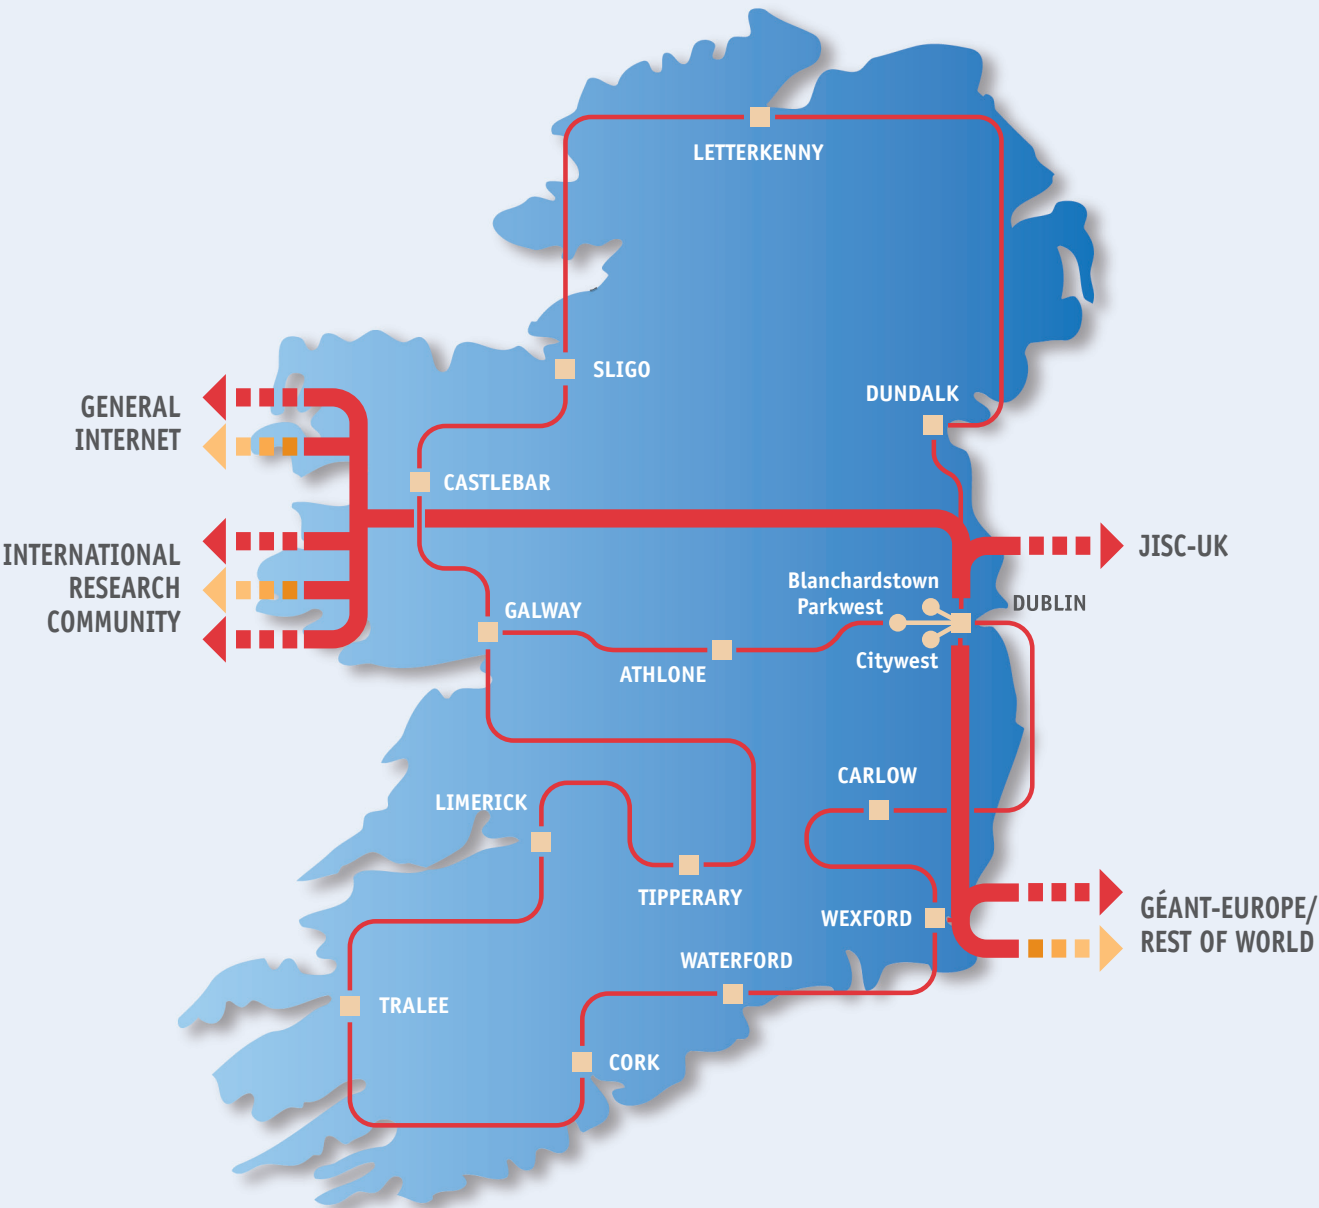 LETTERKENNY
SLIGO
DUNDALK
GENERAL
INTERNET
CASTLEBAR
INTERNATIONAL
RESEARCH
COMMUNITY
JISC-UK
Blanchardstown
Parkwest
DUBLIN
GALWAY
Citywest
ATHLONE
CARLOW
LIMERICK
TIPPERARY
WEXFORD
GÉANT-EUROPE/
REST OF WORLD
WATERFORD
TRALEE
CORK